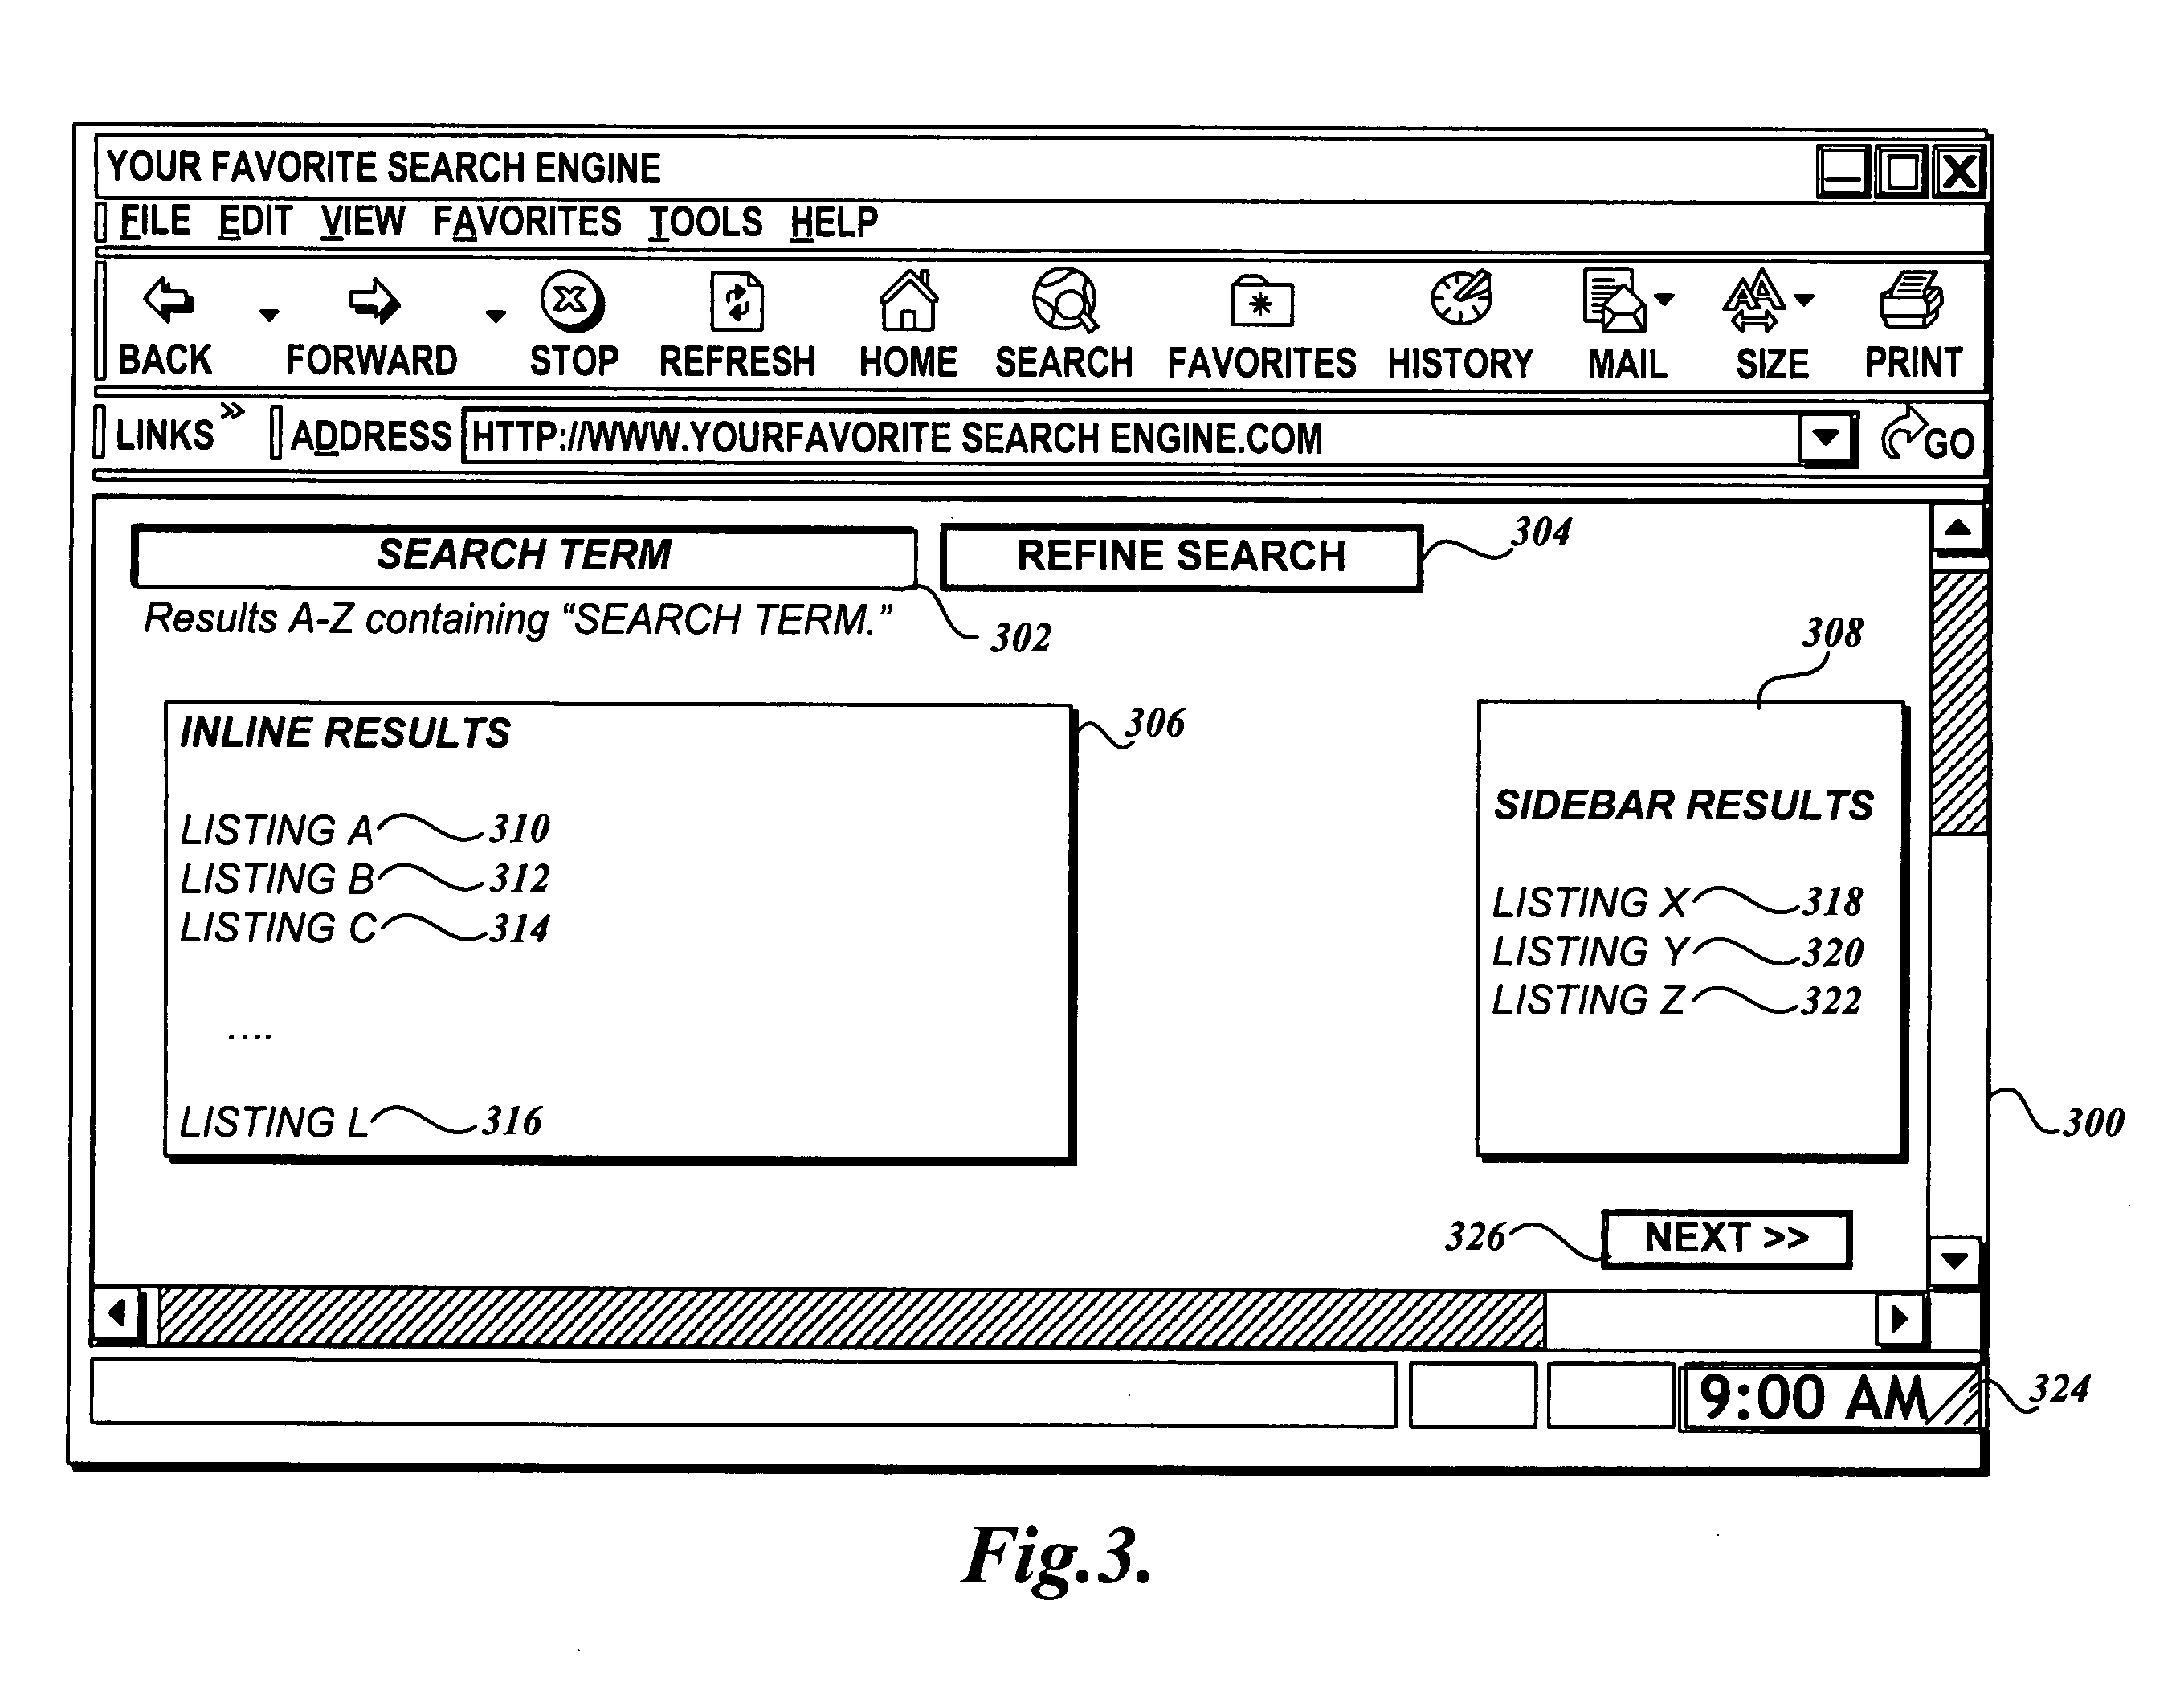 YOUR FAVORITE SEARCH ENGINE
FILE EDIT VIEW FAVORITES TOOLS HELP
BACK FORWARD STOP REFRESH HOME SEARCH FAVORITES HISTORY MAIL SIZE PRINT
LINKS » ADDRESS HTTP://WWW.YOURFAVORITE SEARCH ENGINE.COM GO
SEARCH TERM REFINE SEARCH 304
Results A-Z containing “SEARCH TERM.” 302
308
INLINE RESULTS 306
SIDEBAR RESULTS
LISTING A 310
LISTING B 312
LISTING C 314
....
LISTING L 316
LISTING X 318
LISTING Y 320
LISTING Z 322
300
326 NEXT >>
9:00 AM 324
Fig.3.